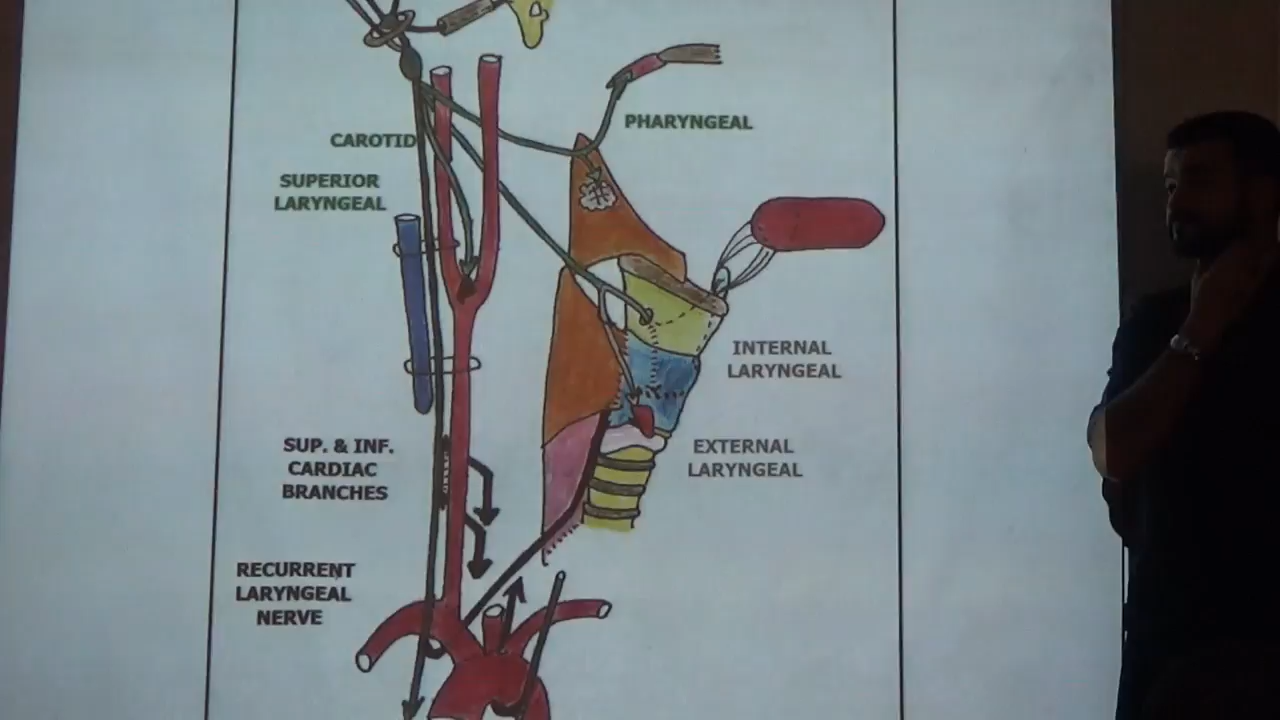 PHARYNGEAL
CAROTID
SUPERIOR
LARYNGEAL
INTERNAL
LARYNGEAL
SUP. & INF.
CARDIAC
BRANCHES
EXTERNAL
LARYNGEAL
RECURRENT
LARYNGEAL
NERVE